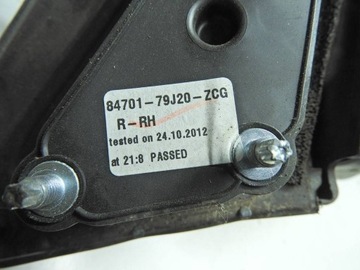 84701-79J20-ZCG
R-RH
tested on 24.10.2012
at 21:8 PASSED